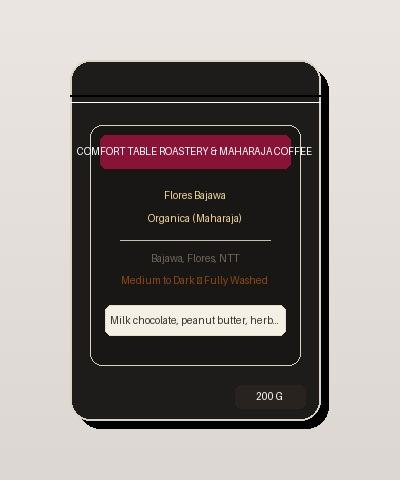 COMFORT TABLE ROASTERY & MAHARAJA COFFEE
Flores Bajawa
Organica (Maharaja)
Bajawa, Flores, NTT
Medium to Dark ▯ Fully Washed
Milk chocolate, peanut butter, herb...
200 G